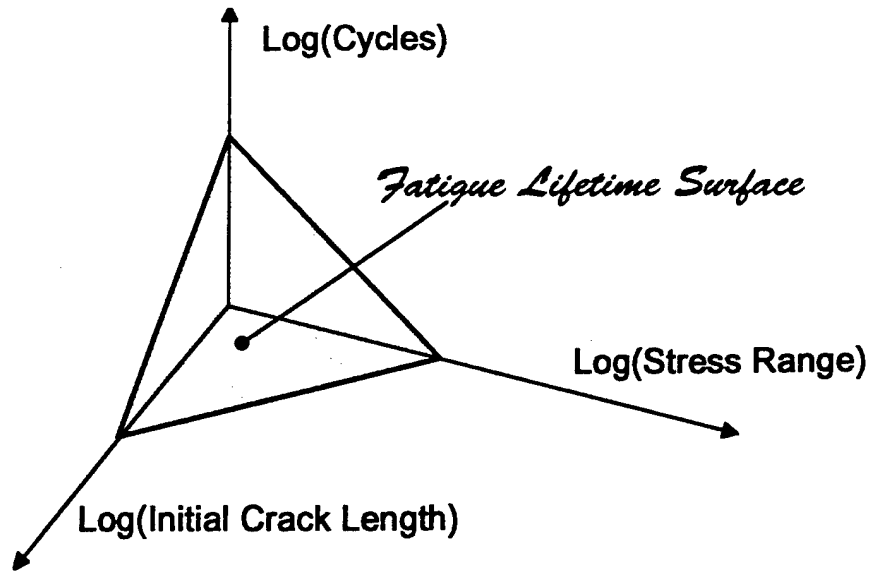 Log(Cycles)
Fatigue Lifetime Surface
Log(Stress Range)
Log(Initial Crack Length)